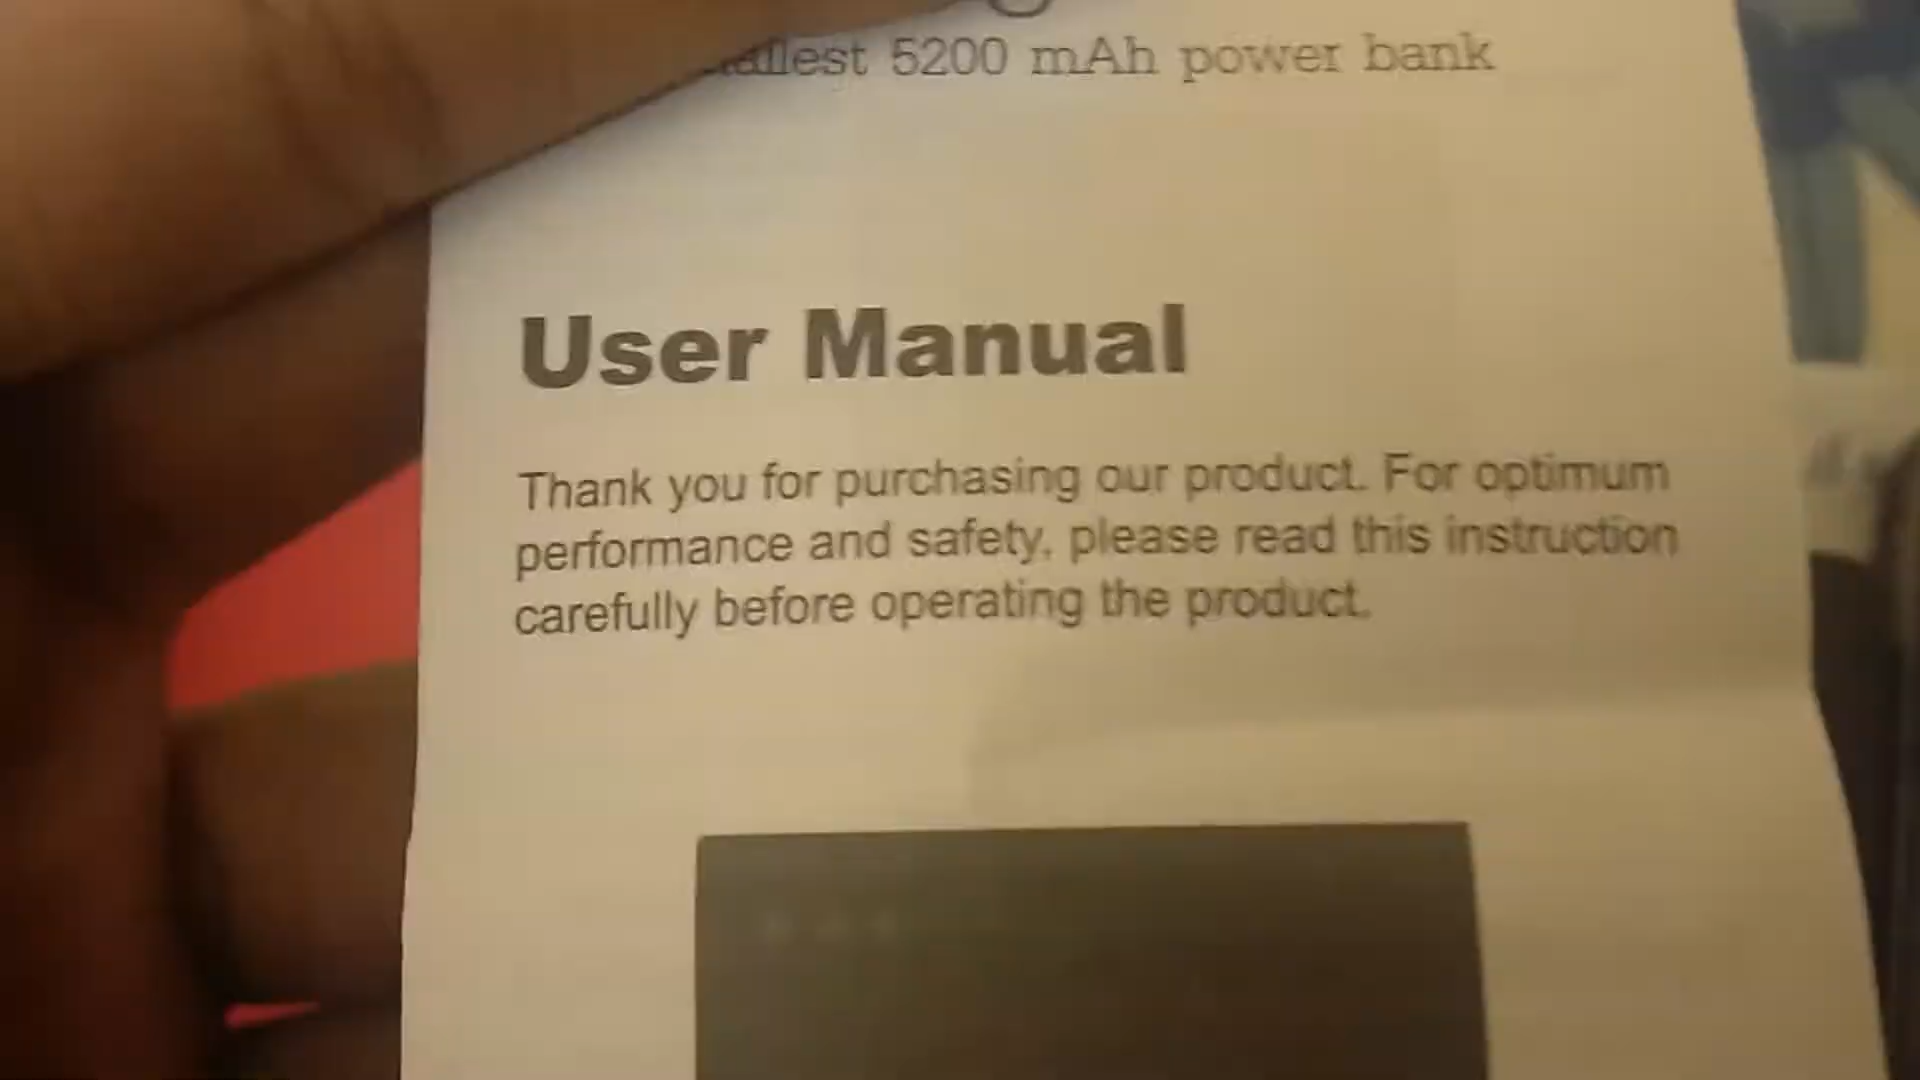 5200 mAh power bank
User Manual
Thank you for purchasing our product. For optimum
performance and safety, please read this instruction
carefully before operating the product.